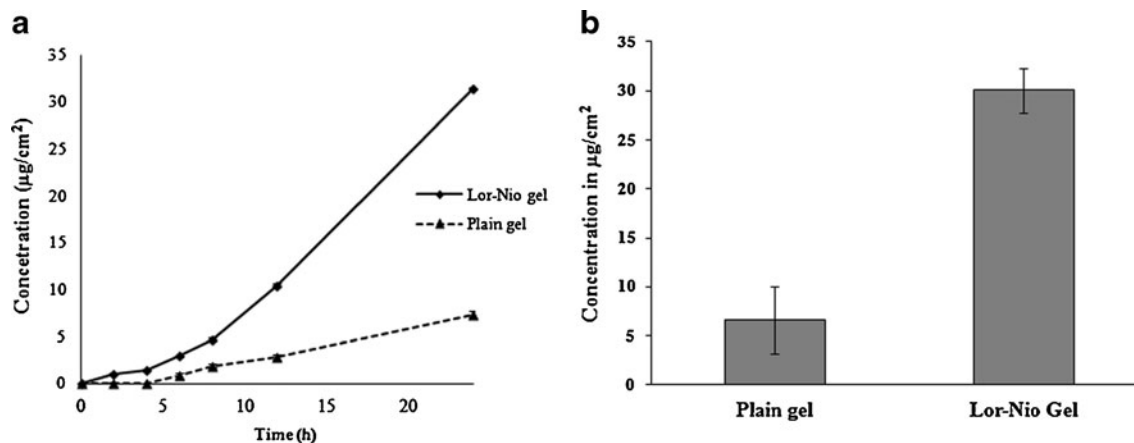 a
35
30
25
20
15
10
5
0
Concetration (µg/cm²)
0 5 10 15 20
Time (h)
Lor-Nio gel
Plain gel
b
35
30
25
20
15
10
5
0
Concentration in µg/cm²
Plain gel Lor-Nio Gel